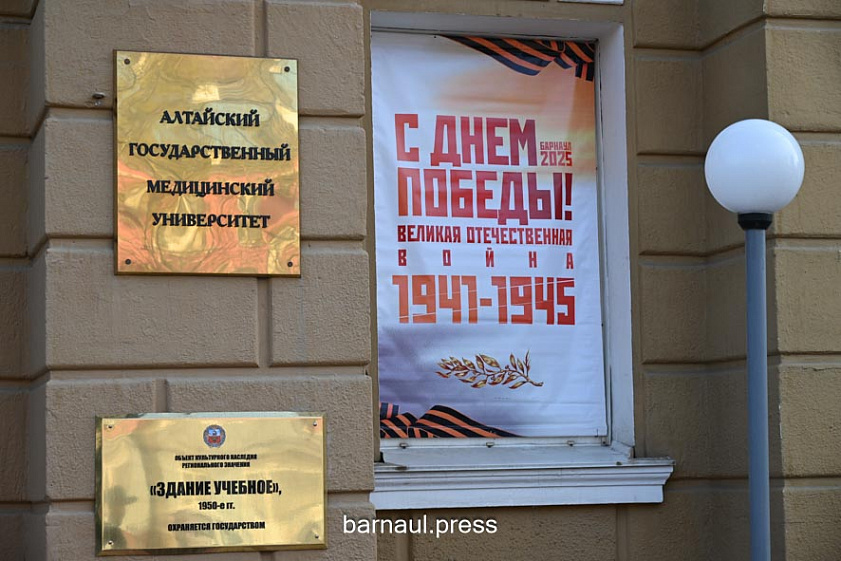 АЛТАЙСКИЙ
ГОСУДАРСТВЕННЫЙ
МЕДИЦИНСКИЙ
УНИВЕРСИТЕТ
ОБЪЕКТ КУЛЬТУРНОГО НАСЛЕДИЯ
РЕГИОНАЛЬНОГО ЗНАЧЕНИЯ
«ЗДАНИЕ УЧЕБНОЕ»,
1950-е гг.
ОХРАНЯЕТСЯ ГОСУДАРСТВОМ
С ДНЕМ
БАРНАУЛ
2025
ПОБЕДЫ!
ВЕЛИКАЯ ОТЕЧЕСТВЕННАЯ
ВОЙНА
1941-1945
barnaul.press